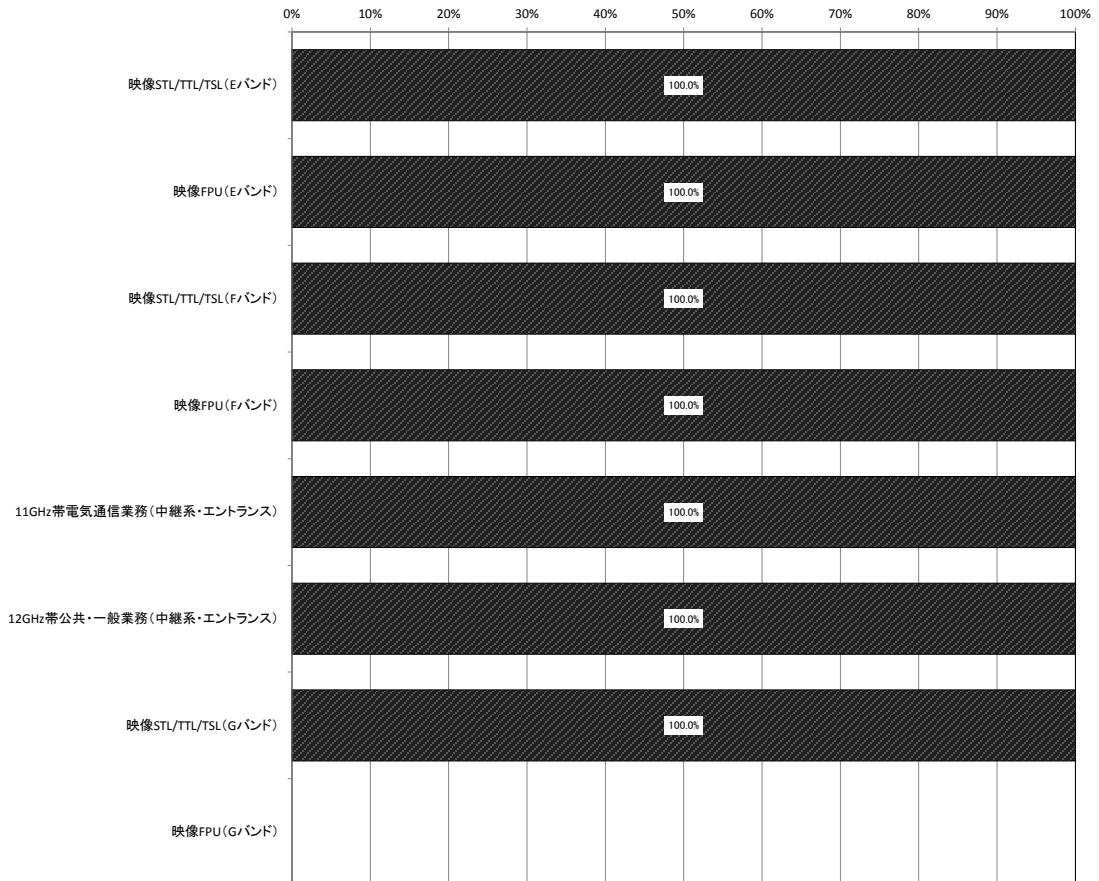 0% 10% 20% 30% 40% 50% 60% 70% 80% 90% 100%
映像STL/TTL/TSL(Eバンド) 100.0%
映像FPU(Eバンド) 100.0%
映像STL/TTL/TSL(Fバンド) 100.0%
映像FPU(Fバンド) 100.0%
11GHz帯電気通信業務(中継系・エントランス) 100.0%
12GHz帯公共・一般業務(中継系・エントランス) 100.0%
映像STL/TTL/TSL(Gバンド) 100.0%
映像FPU(Gバンド)